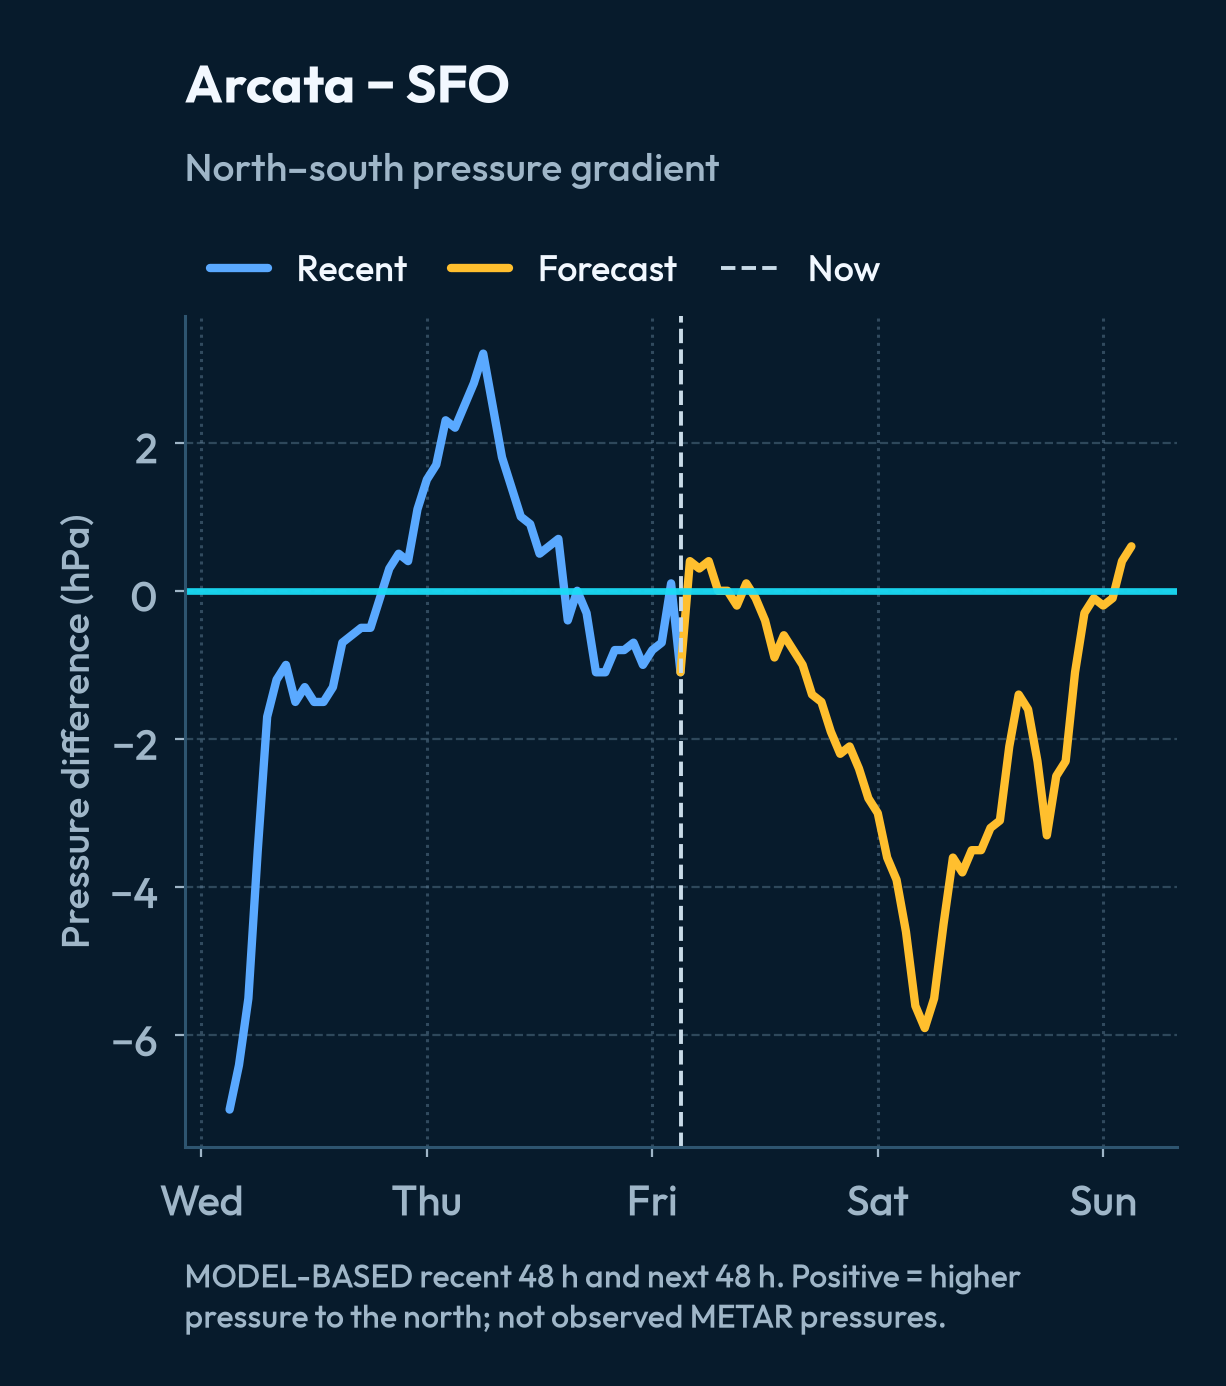 Arcata – SFO
North–south pressure gradient
Recent Forecast Now
Pressure difference (hPa)
2
0
−2
−4
−6
Wed Thu Fri Sat Sun
MODEL-BASED recent 48 h and next 48 h. Positive = higher
pressure to the north; not observed METAR pressures.